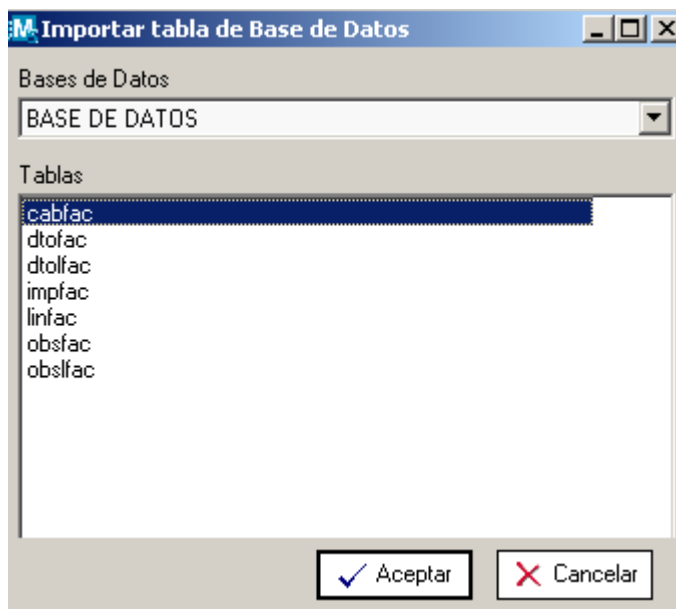 Importar tabla de Base de Datos
Bases de Datos
BASE DE DATOS
Tablas
cabfac
dtofac
dtolfac
impfac
linfac
obsfac
obslfac
Aceptar
Cancelar